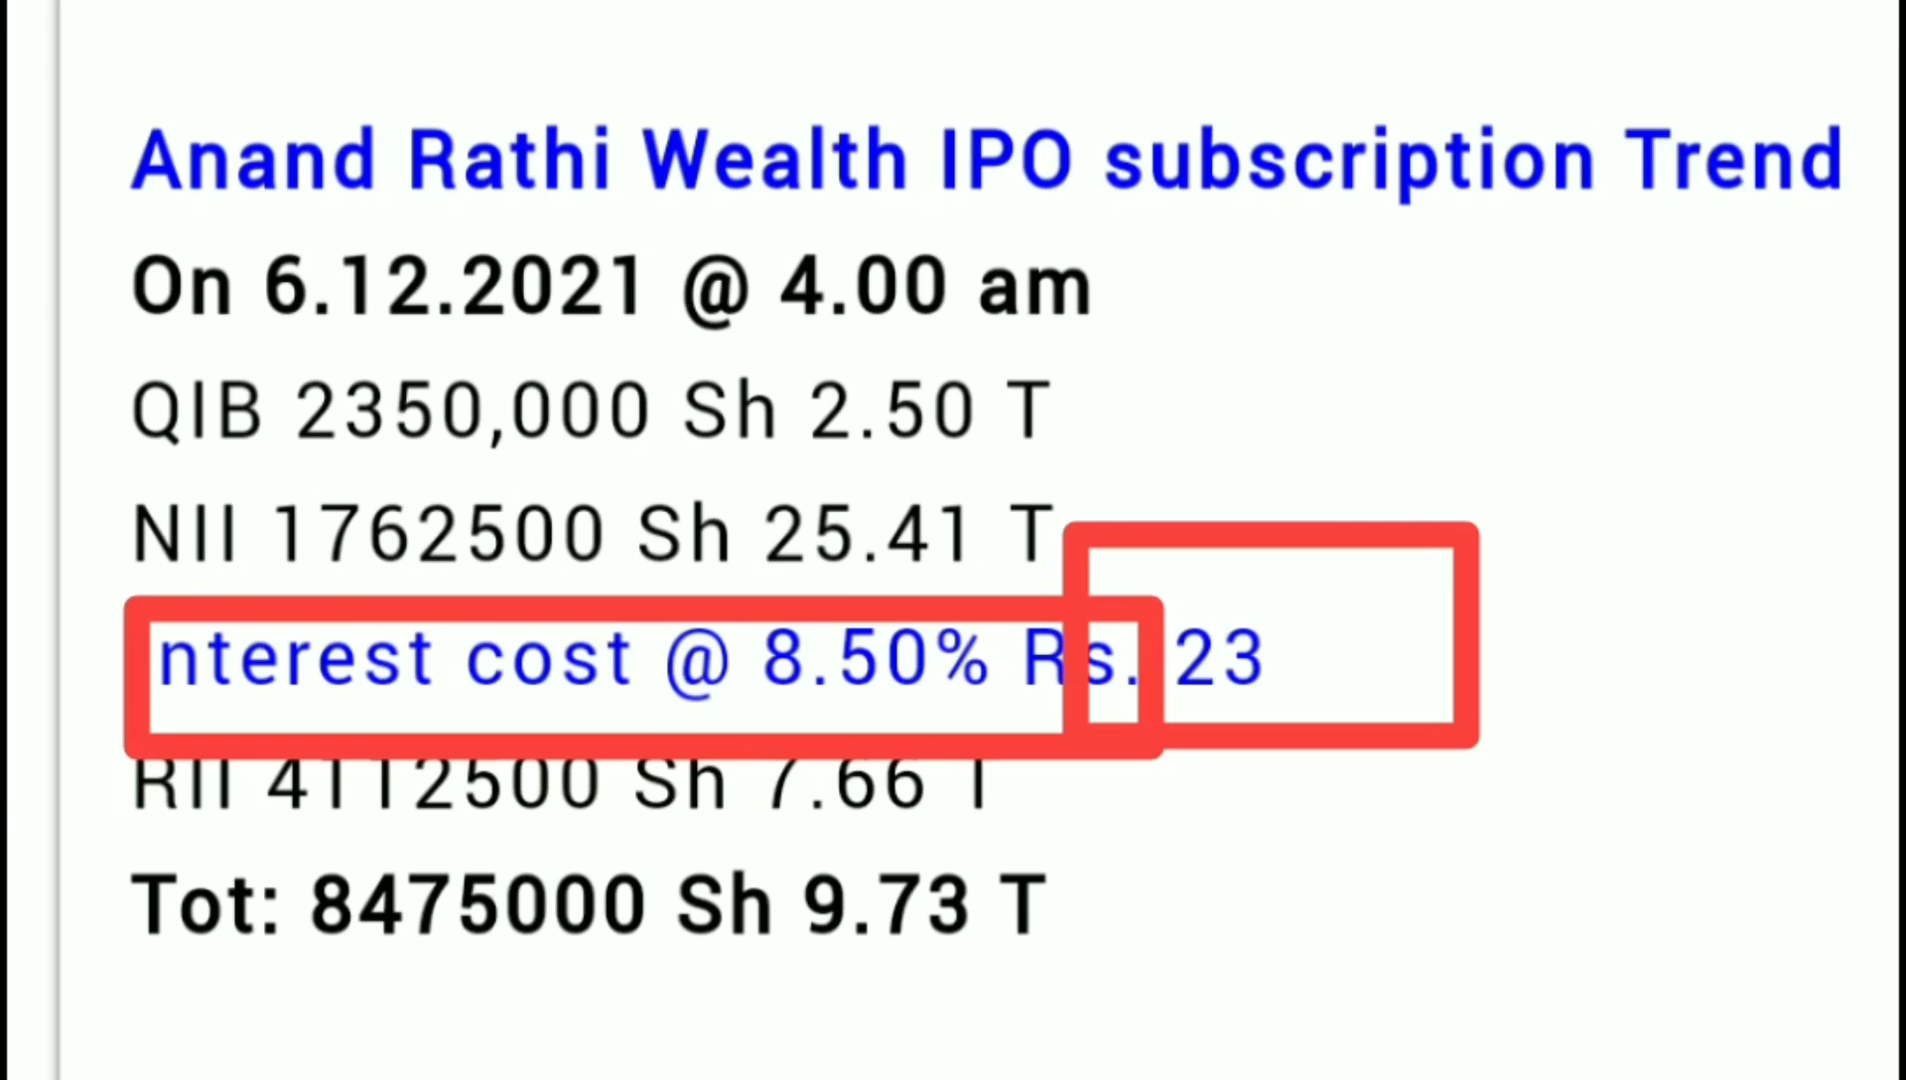 Anand Rathi Wealth IPO subscription Trend
On 6.12.2021 @ 4.00 am
QIB 2350,000 Sh 2.50 T
NII 1762500 Sh 25.41 T
nterest cost @ 8.50% Rs. 23
RII 4112500 Sh 7.66 T
Tot: 8475000 Sh 9.73 T